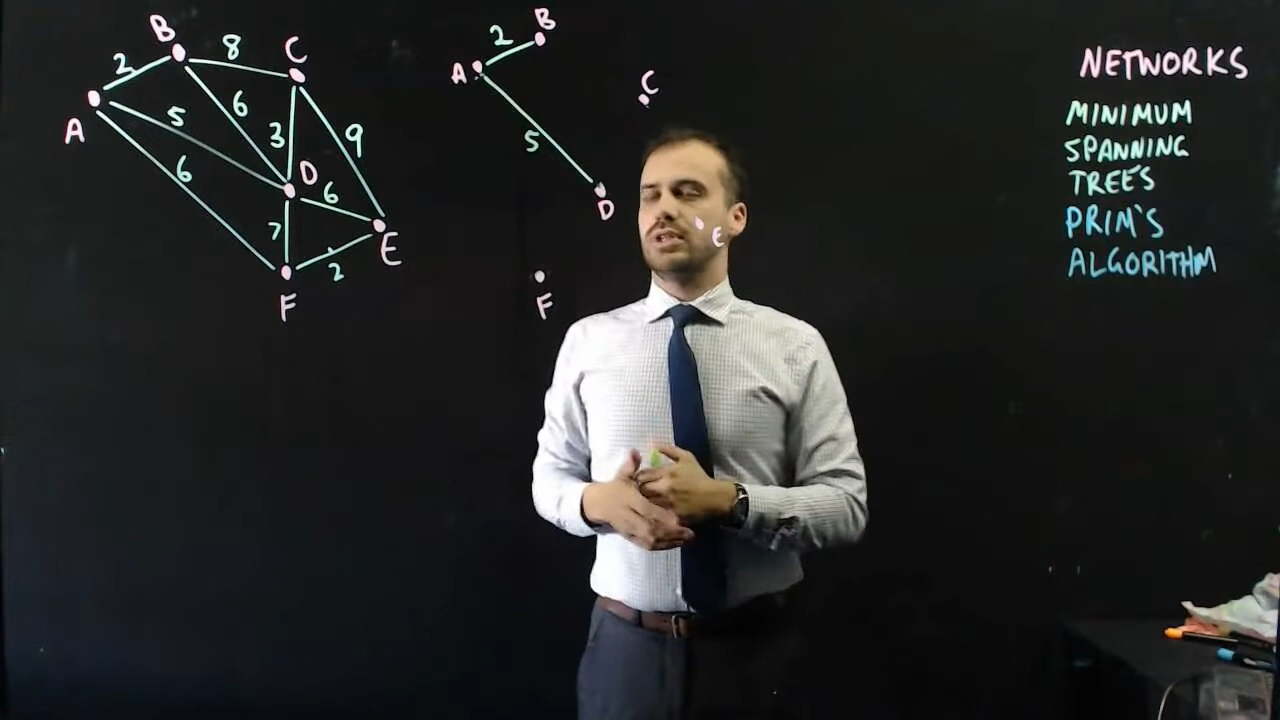 B
8
C
2
A
5
6
3
9
6
D
6
7
E
2
F
2
B
A
C
5
D
E
F
NETWORKS
MINIMUM
SPANNING
TREES
PRIM'S
ALGORITHM